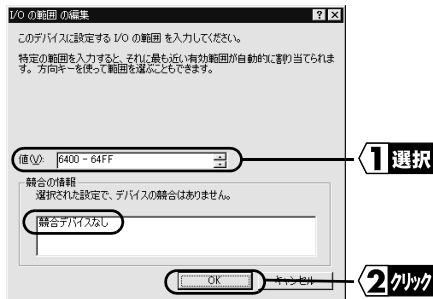 I/O の範囲 の編集
このデバイスに設定する I/O の範囲 を入力してください。
特定の範囲を入力すると、それに最も近い有効範囲が自動的に割り当てられま
す。方向キーを使って範囲を選ぶこともできます。
値(V): 6400 - 64FF
1 選択
競合の情報
選択された設定で、デバイスの競合はありません。
競合デバイスなし
OK キャンセル
2 クリック